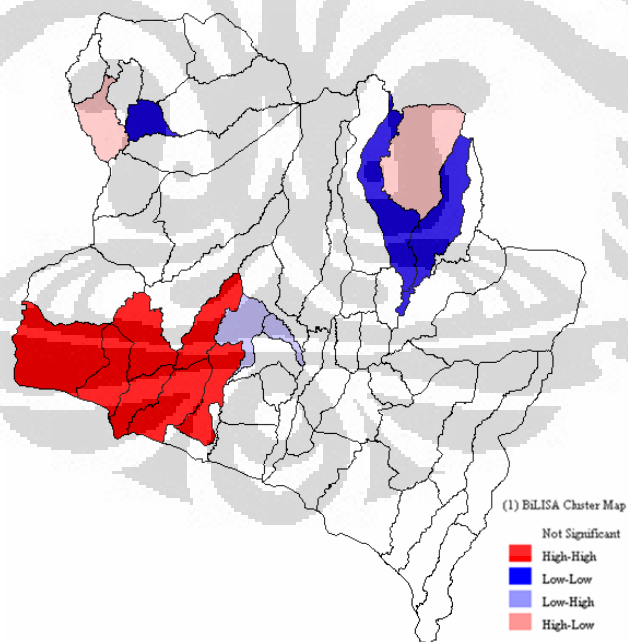 (1) BiLISA Cluster Map
Not Significant
High-High
Low-Low
Low-High
High-Low